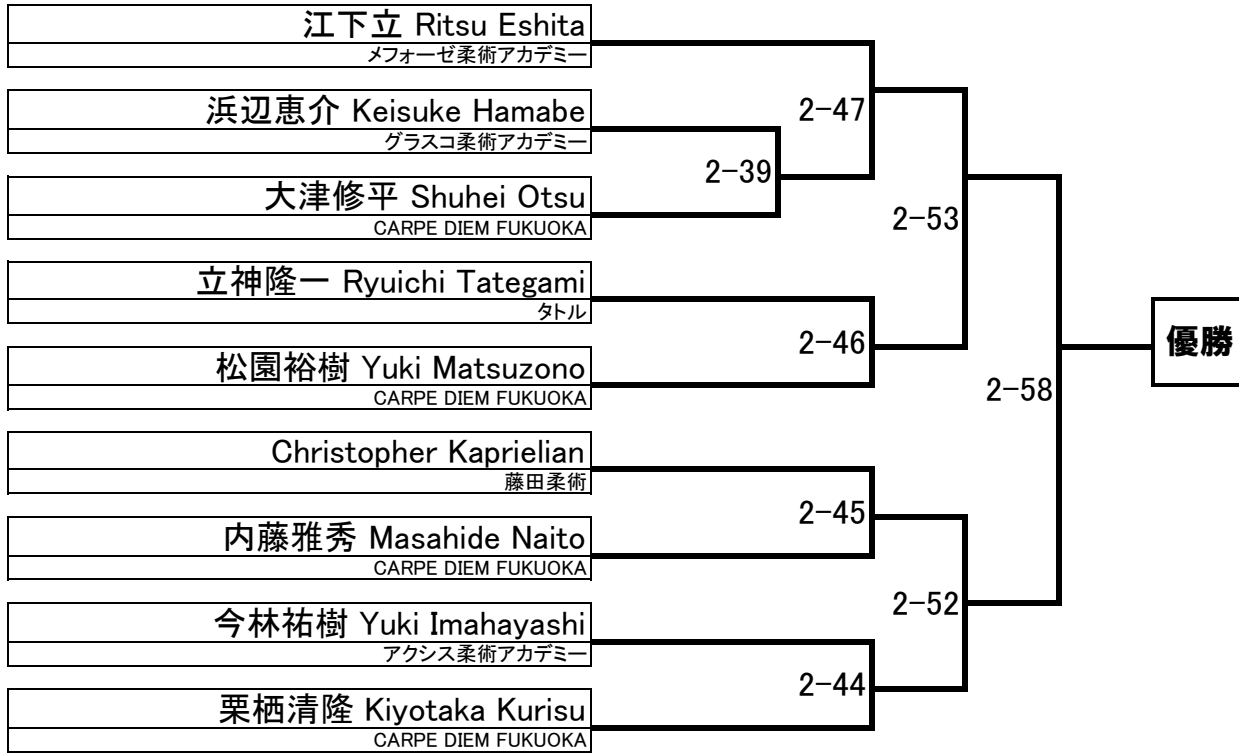 江下立 Ritsu Eshita
メフォーゼ柔術アカデミー
浜辺恵介 Keisuke Hamabe
グラスコ柔術アカデミー
大津修平 Shuhei Otsu
CARPE DIEM FUKUOKA
立神隆一 Ryuichi Tategami
タトル
松園裕樹 Yuki Matsuzono
CARPE DIEM FUKUOKA
Christopher Kaprielian
藤田柔術
内藤雅秀 Masahide Naito
CARPE DIEM FUKUOKA
今林祐樹 Yuki Imahayashi
アクシス柔術アカデミー
栗栖清隆 Kiyotaka Kurisu
CARPE DIEM FUKUOKA
2-39
2-47
2-46
2-45
2-44
2-53
2-52
2-58
優勝